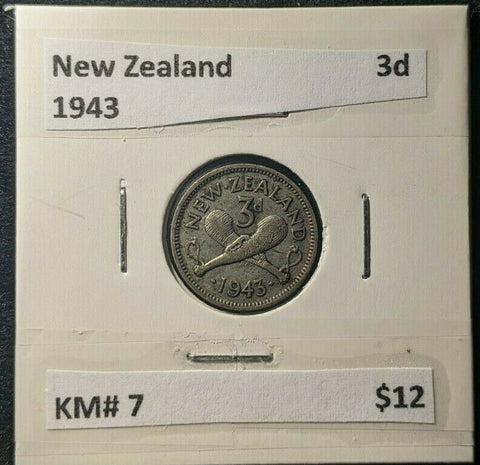 New Zealand 3d
1943
NEW·ZEALAND
3d
·1943·
KM# 7 $12